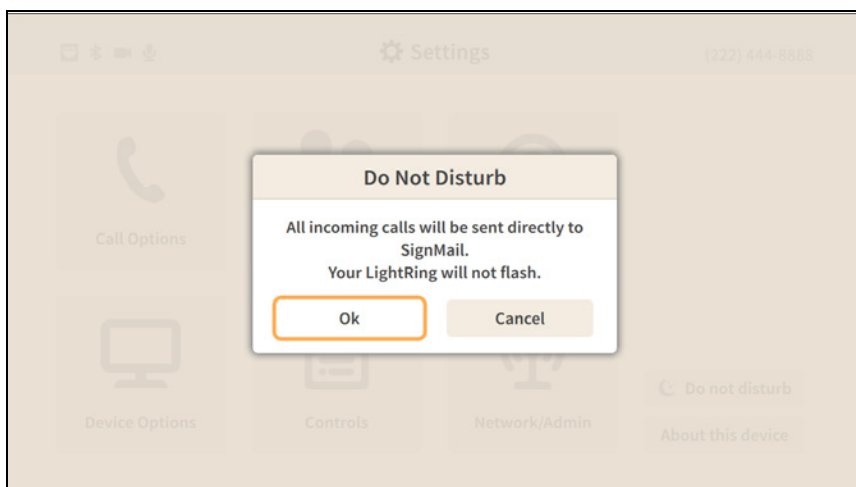 Settings
(222) 444-8888
Do Not Disturb
All incoming calls will be sent directly to
SignMail.
Your LightRing will not flash.
Ok
Cancel
Call Options
Device Options
Controls
Network/Admin
Do not disturb
About this device